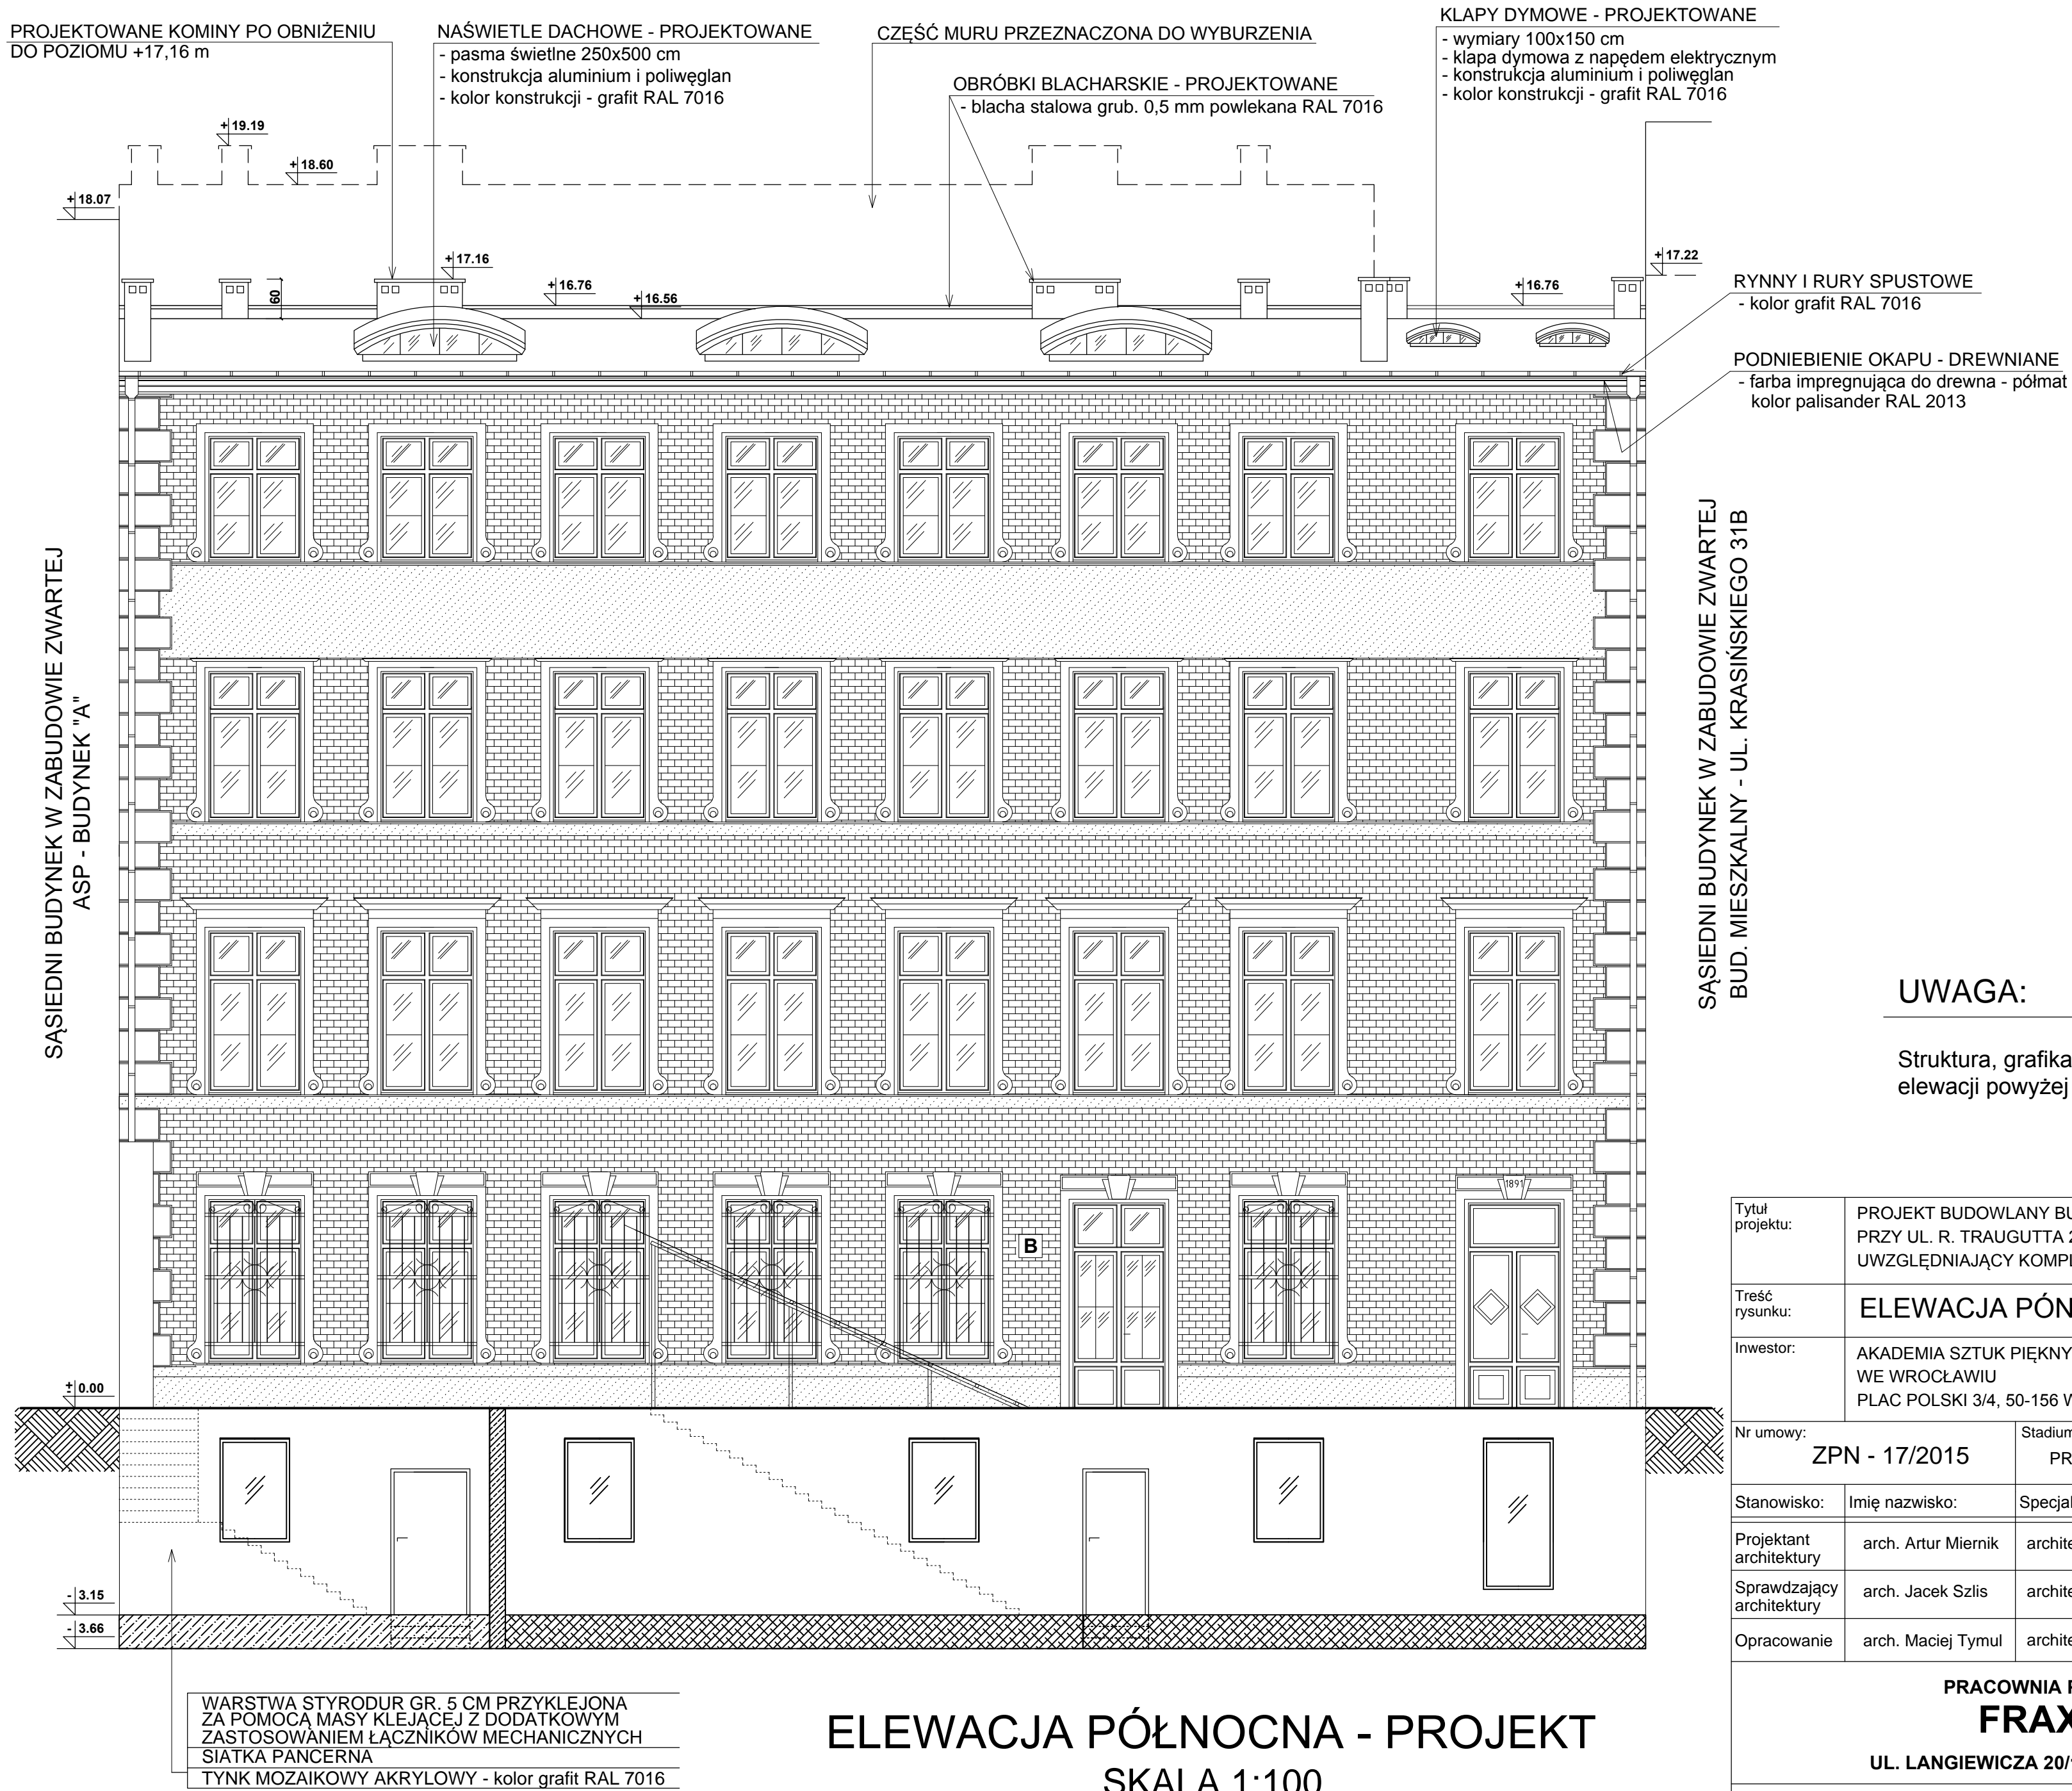 PROJEKTOWANE KOMINY PO OBNIŻENIU
DO POZIOMU +17,16 m
NAŚWIETLE DACHOWE - PROJEKTOWANE
- pasma świetlne 250x500 cm
- konstrukcja aluminium i poliwęglan
- kolor konstrukcji - grafit RAL 7016
CZĘŚĆ MURU PRZEZNACZONA DO WYBURZENIA
OBRÓBKI BLACHARSKIE - PROJEKTOWANE
- blacha stalowa grub. 0,5 mm powlekana RAL 7016
KLAPY DYMOWE - PROJEKTOWANE
- wymiary 100x150 cm
- klapa dymowa z napędem elektrycznym
- konstrukcja aluminium i poliwęglan
- kolor konstrukcji - grafit RAL 7016
+ 19.19
+ 18.60
+ 18.07
+ 17.16
+ 16.76
+ 16.56
60
+ 16.76
+ 17.22
RYNNY I RURY SPUSTOWE
- kolor grafit RAL 7016
PODNIEBIENIE OKAPU - DREWNIANE
- farba impregnująca do drewna - półmat
kolor palisander RAL 2013
SĄSIEDNI BUDYNEK W ZABUDOWIE ZWARTEJ
ASP - BUDYNEK "A"
SĄSIEDNI BUDYNEK W ZABUDOWIE ZWARTEJ
BUD. MIESZKALNY - UL. KRASIŃSKIEGO 31B
UWAGA:
Struktura, grafika
elewacji powyżej
1891
B
± 0.00
- 3.15
- 3.66
WARSTWA STYRODUR GR. 5 CM PRZYKLEJONA
ZA POMOCĄ MASY KLEJĄCEJ Z DODATKOWYM
ZASTOSOWANIEM ŁĄCZNIKÓW MECHANICZNYCH
SIATKA PANCERNA
TYNK MOZAIKOWY AKRYLOWY - kolor grafit RAL 7016
ELEWACJA PÓŁNOCNA - PROJEKT
SKALA 1:100
Tytuł
projektu:
PROJEKT BUDOWLANY BU
PRZY UL. R. TRAUGUTTA 2
UWZGLĘDNIAJĄCY KOMPL
Treść
rysunku:
ELEWACJA PÓN
Inwestor:
AKADEMIA SZTUK PIĘKNY
WE WROCŁAWIU
PLAC POLSKI 3/4, 50-156 W
Nr umowy:
ZPN - 17/2015
Stadium
PR
Stanowisko: Imię nazwisko: Specjal
Projektant
architektury
arch. Artur Miernik archite
Sprawdzający
architektury
arch. Jacek Szlis archite
Opracowanie arch. Maciej Tymul archite
PRACOWNIA P
FRAX
UL. LANGIEWICZA 20/